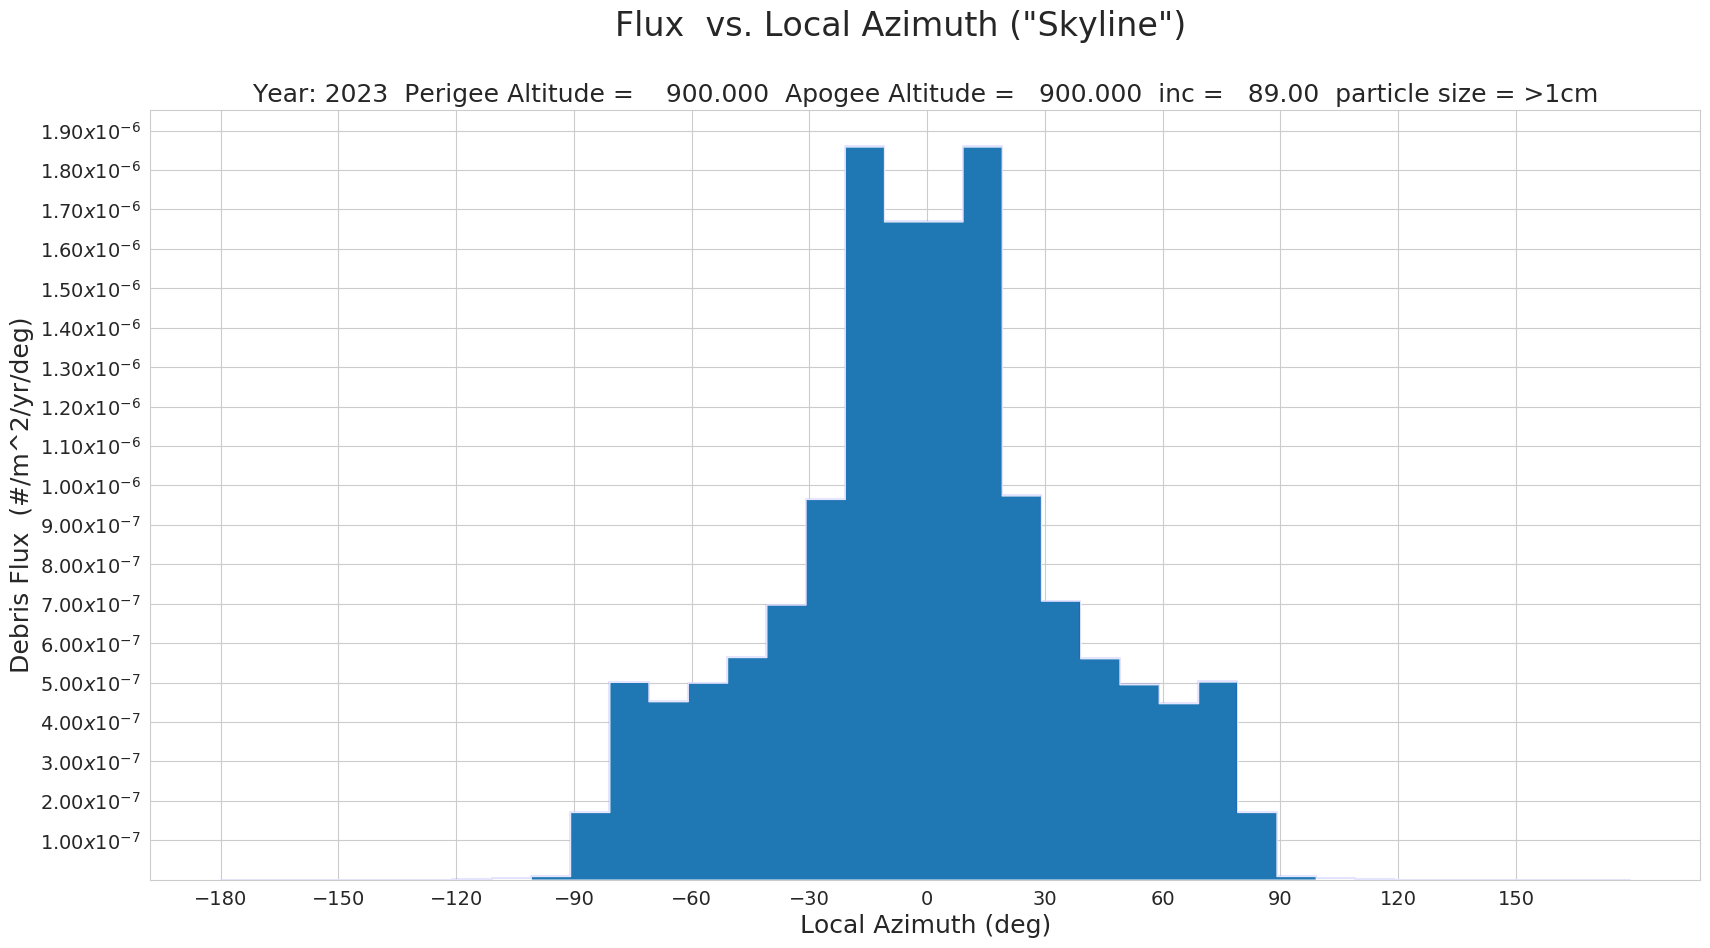 Flux  vs. Local Azimuth ("Skyline")
Year: 2023  Perigee Altitude =    900.000  Apogee Altitude =   900.000  inc =   89.00  particle size = >1cm
Debris Flux  (#/m^2/yr/deg)
1.90x10⁻⁶
1.80x10⁻⁶
1.70x10⁻⁶
1.60x10⁻⁶
1.50x10⁻⁶
1.40x10⁻⁶
1.30x10⁻⁶
1.20x10⁻⁶
1.10x10⁻⁶
1.00x10⁻⁶
9.00x10⁻⁷
8.00x10⁻⁷
7.00x10⁻⁷
6.00x10⁻⁷
5.00x10⁻⁷
4.00x10⁻⁷
3.00x10⁻⁷
2.00x10⁻⁷
1.00x10⁻⁷
−180 −150 −120 −90 −60 −30 0 30 60 90 120 150
Local Azimuth (deg)